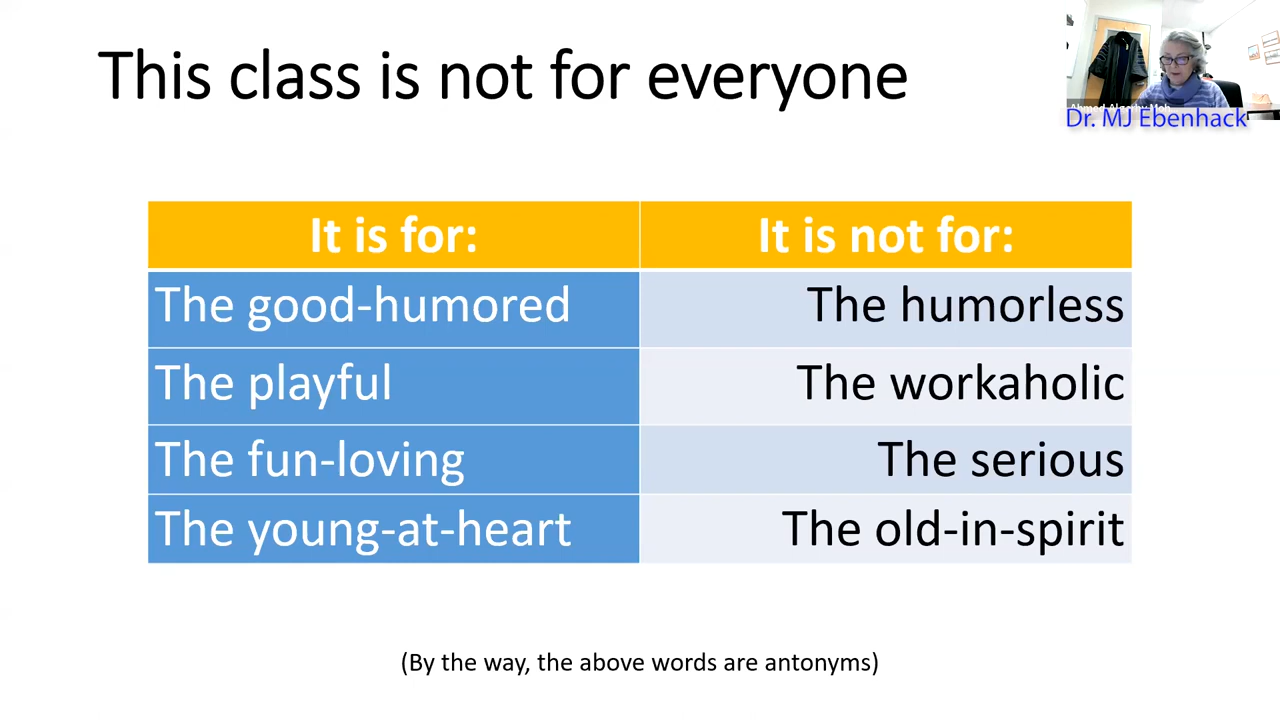 This class is not for everyone
Dr. MJ Ebenhack
It is for:
It is not for:
The good-humored
The humorless
The playful
The workaholic
The fun-loving
The serious
The young-at-heart
The old-in-spirit
(By the way, the above words are antonyms)